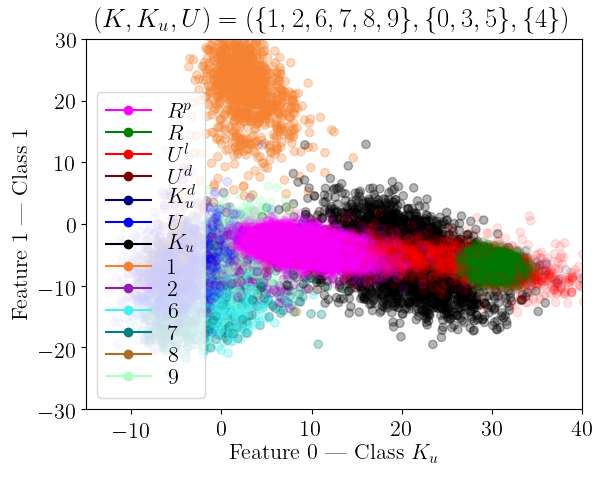 (K, K_u, U) = ({1, 2, 6, 7, 8, 9}, {0, 3, 5}, {4})
30
20
10
0
−10
−20
−30
Feature 1 — Class 1
R^p
R
U^l
U^d
K_u^d
U
K_u
1
2
6
7
8
9
−10
0
10
20
30
40
Feature 0 — Class K_u